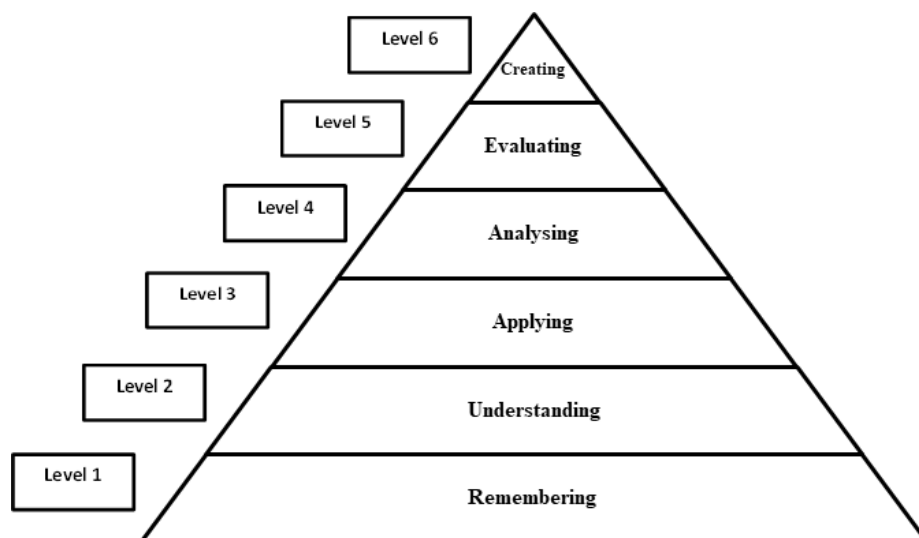 Level 6
Creating
Level 5
Evaluating
Level 4
Analysing
Level 3
Applying
Level 2
Understanding
Level 1
Remembering